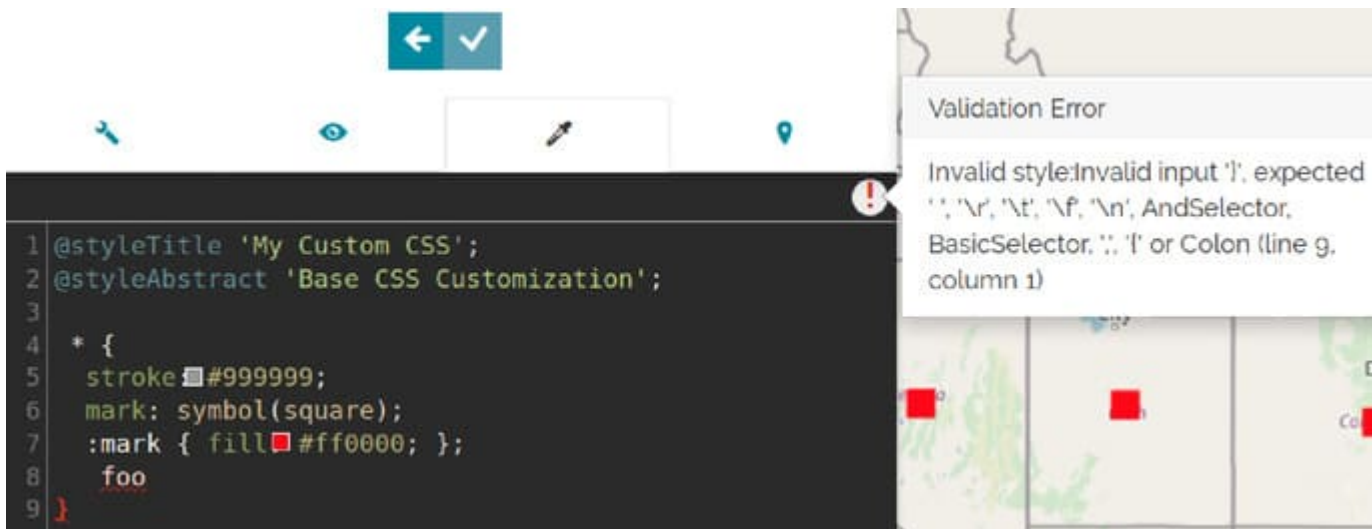 1 @styleTitle 'My Custom CSS';
2 @styleAbstract 'Base CSS Customization';
3
4 * {
5 stroke: #999999;
6 mark: symbol(square);
7 :mark { fill: #ff0000; };
8 foo
9 }
Validation Error
Invalid style:Invalid input '}', expected
' ', '\r', '\t', '\f', '\n', AndSelector,
BasicSelector, ',', '{' or Colon (line 9,
column 1)
City